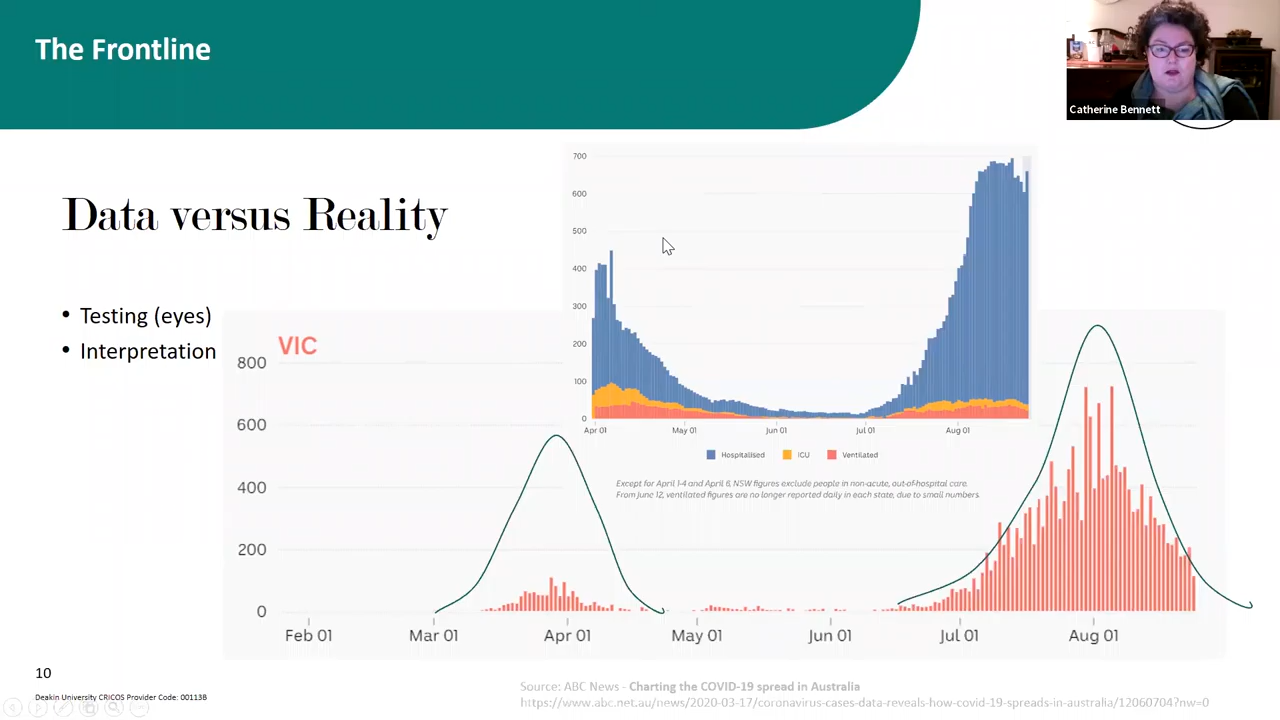 The Frontline
Catherine Bennett
Data versus Reality
• Testing (eyes)
• Interpretation
700
600
500
400
300
200
100
0
Apr 01 May 01 Jun 01 Jul 01 Aug 01
Hospitalised ICU Ventilated
Except for April 1-4 and April 6, NSW figures exclude people in non-acute, out-of-hospital care.
From June 12, ventilated figures are no longer reported daily in each state, due to small numbers.
VIC
800
600
400
200
0
Feb 01 Mar 01 Apr 01 May 01 Jun 01 Jul 01 Aug 01
10
Deakin University CRICOS Provider Code: 00113B
Source: ABC News - Charting the COVID-19 spread in Australia
https://www.abc.net.au/news/2020-03-17/coronavirus-cases-data-reveals-how-covid-19-spreads-in-australia/12060704?nw=0